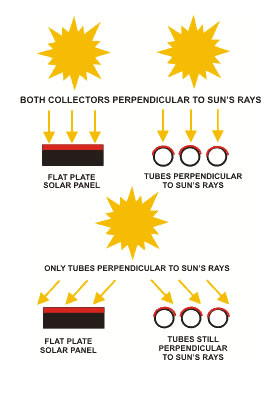 BOTH COLLECTORS PERPENDICULAR TO SUN'S RAYS
FLAT PLATE
SOLAR PANEL
TUBES PERPENDICULAR
TO SUN'S RAYS
ONLY TUBES PERPENDICULAR TO SUN'S RAYS
FLAT PLATE
SOLAR PANEL
TUBES STILL
PERPENDICULAR
TO SUN'S RAYS